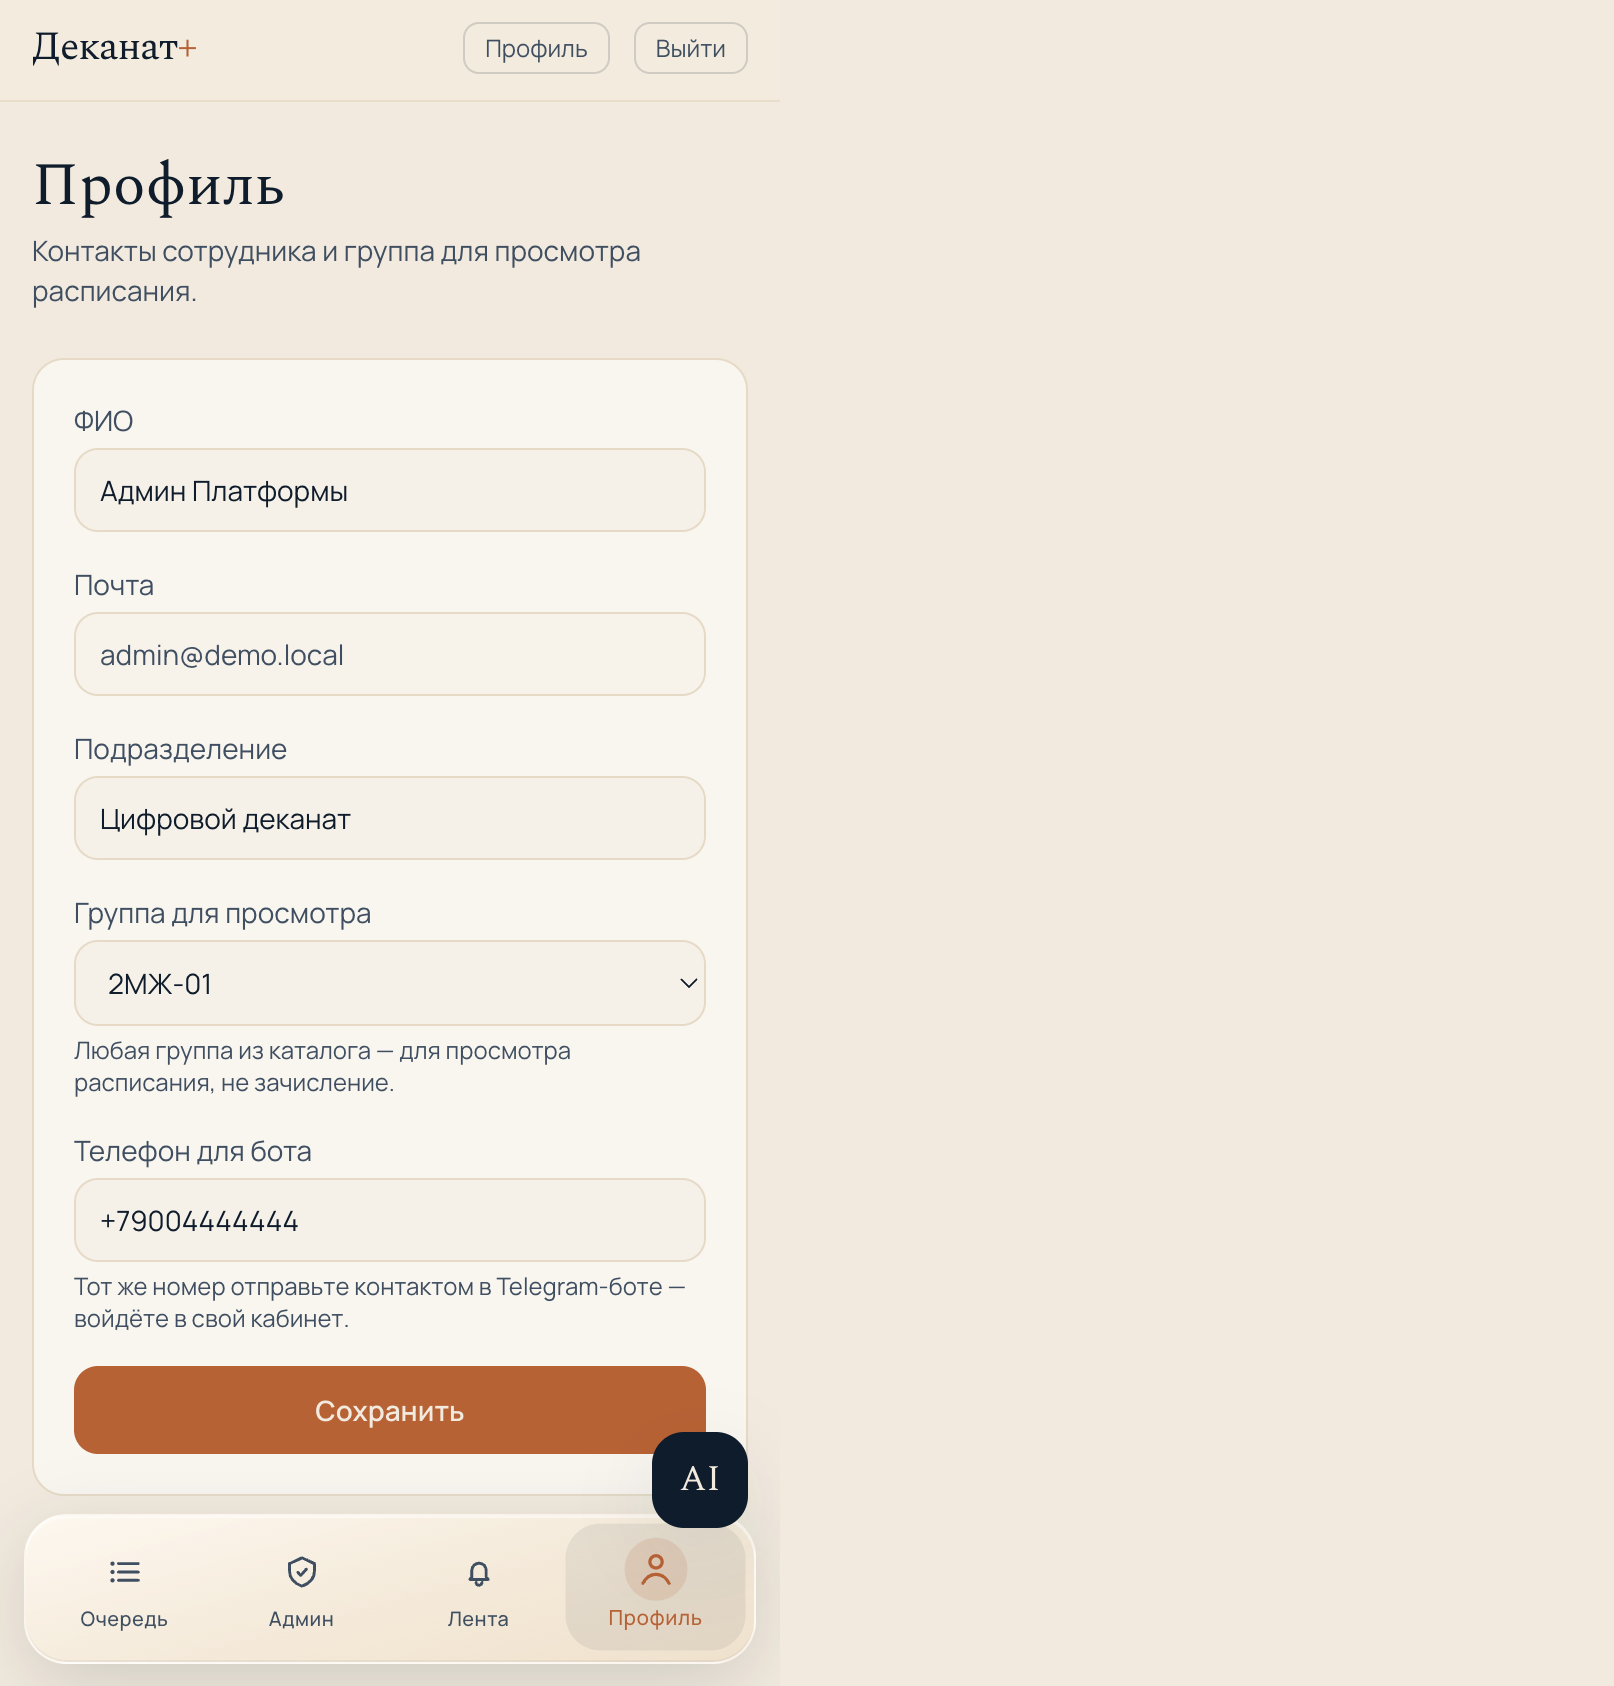 Деканат+
Профиль
Выйти
Профиль
Контакты сотрудника и группа для просмотра
расписания.
ФИО
Админ Платформы
Почта
admin@demo.local
Подразделение
Цифровой деканат
Группа для просмотра
2МЖ-01
Любая группа из каталога — для просмотра
расписания, не зачисление.
Телефон для бота
+79004444444
Тот же номер отправьте контактом в Telegram-боте —
войдёте в свой кабинет.
Сохранить
AI
Очередь
Админ
Лента
Профиль